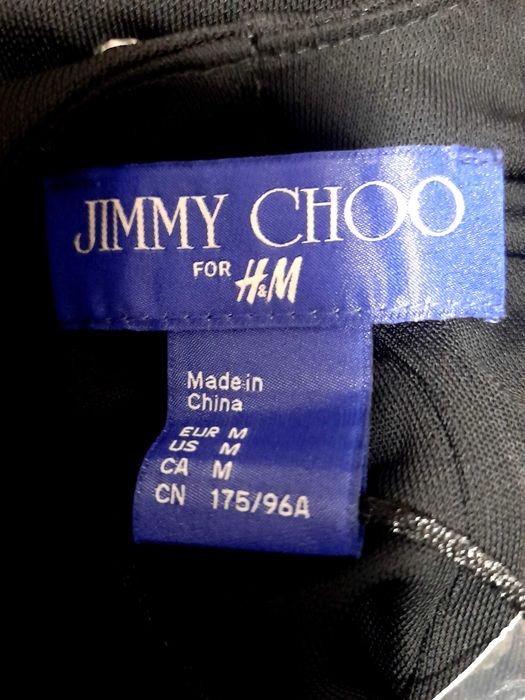 JIMMY CHOO
FOR H&M
Made in
China
EUR M
US M
CA M
CN 175/96A